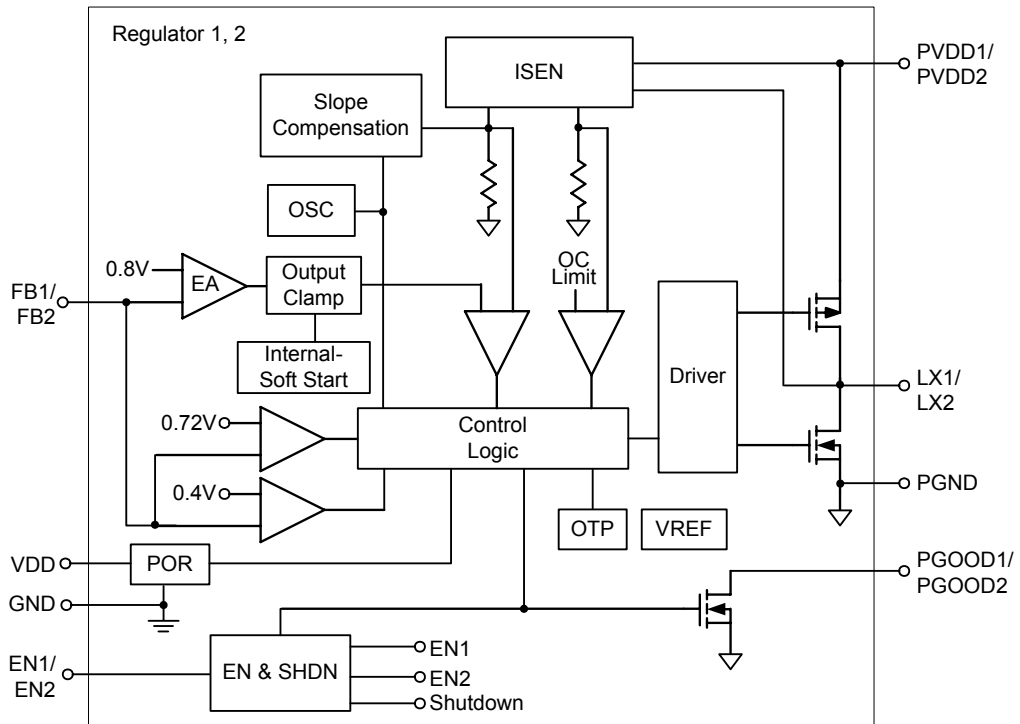 Regulator 1, 2
ISEN
PVDD1/
PVDD2
Slope
Compensation
OSC
0.8V
EA
Output
Clamp
OC
Limit
FB1/
FB2
Internal-
Soft Start
Driver
LX1/
LX2
0.72V
Control
Logic
0.4V
PGND
OTP
VREF
VDD
POR
PGOOD1/
PGOOD2
GND
EN1/
EN2
EN & SHDN
EN1
EN2
Shutdown